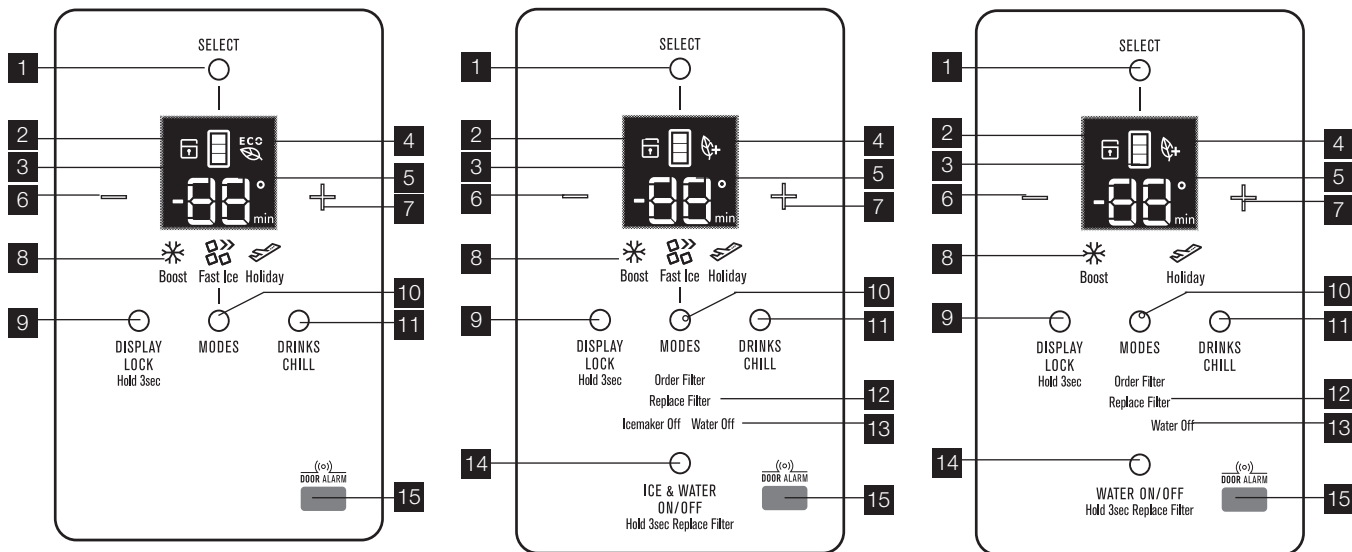 SELECT
1
2
3
4
5
6
7
ECO
-88°
min
8
Boost Fast Ice Holiday
9
10
11
DISPLAY
LOCK
Hold 3sec
MODES
DRINKS
CHILL
DOOR ALARM
15
SELECT
1
2
3
4
5
6
7
-88°
min
8
Boost Fast Ice Holiday
9
10
11
DISPLAY
LOCK
Hold 3sec
MODES
DRINKS
CHILL
Order Filter
Replace Filter
12
Icemaker Off Water Off
13
14
ICE & WATER
ON/OFF
Hold 3sec Replace Filter
DOOR ALARM
15
SELECT
1
2
3
4
5
6
7
-88°
min
8
Boost Holiday
9
10
11
DISPLAY
LOCK
Hold 3sec
MODES
DRINKS
CHILL
Order Filter
Replace Filter
12
Water Off
13
14
WATER ON/OFF
Hold 3sec Replace Filter
DOOR ALARM
15